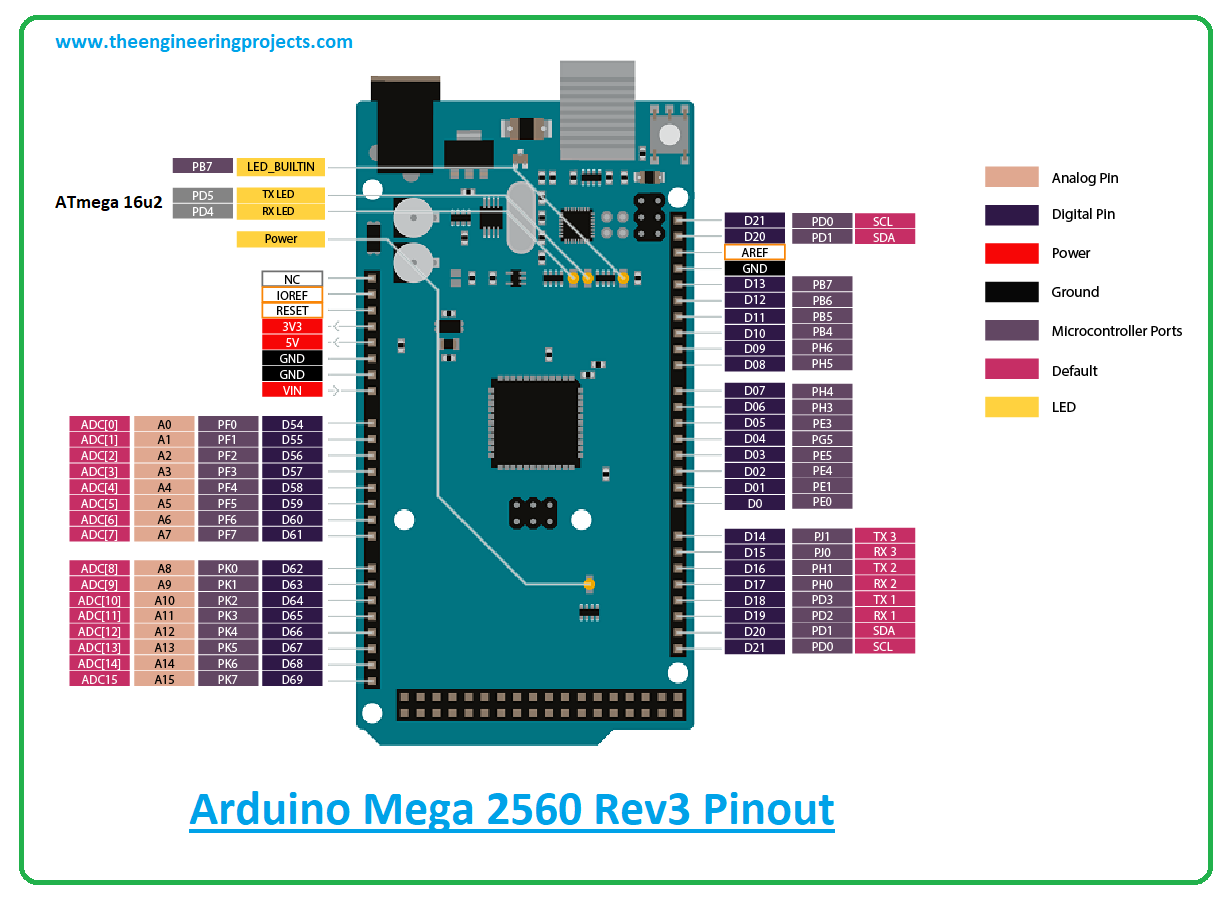 www.theengineeringprojects.com
PB7 LED_BUILTIN
ATmega 16u2
PD5 TX LED
PD4 RX LED
Power
NC
IOREF
RESET
3V3
5V
GND
GND
VIN
ADC[0] A0 PF0 D54
ADC[1] A1 PF1 D55
ADC[2] A2 PF2 D56
ADC[3] A3 PF3 D57
ADC[4] A4 PF4 D58
ADC[5] A5 PF5 D59
ADC[6] A6 PF6 D60
ADC[7] A7 PF7 D61
ADC[8] A8 PK0 D62
ADC[9] A9 PK1 D63
ADC[10] A10 PK2 D64
ADC[11] A11 PK3 D65
ADC[12] A12 PK4 D66
ADC[13] A13 PK5 D67
ADC[14] A14 PK6 D68
ADC15 A15 PK7 D69
D21 PD0 SCL
D20 PD1 SDA
AREF
GND
D13 PB7
D12 PB6
D11 PB5
D10 PB4
D09 PH6
D08 PH5
D07 PH4
D06 PH3
D05 PE3
D04 PG5
D03 PE5
D02 PE4
D01 PE1
D0 PE0
D14 PJ1 TX 3
D15 PJ0 RX 3
D16 PH1 TX 2
D17 PH0 RX 2
D18 PD3 TX 1
D19 PD2 RX 1
D20 PD1 SDA
D21 PD0 SCL
Analog Pin
Digital Pin
Power
Ground
Microcontroller Ports
Default
LED
Arduino Mega 2560 Rev3 Pinout